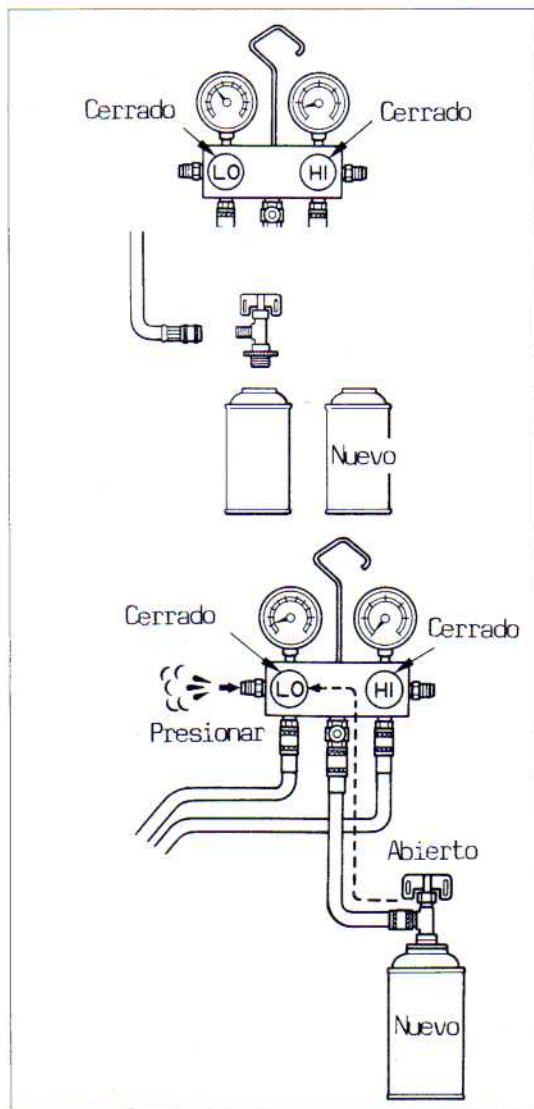 Cerrado
Cerrado
LO
HI
Nuevo
Cerrado
Cerrado
LO
HI
Presionar
Abierto
Nuevo